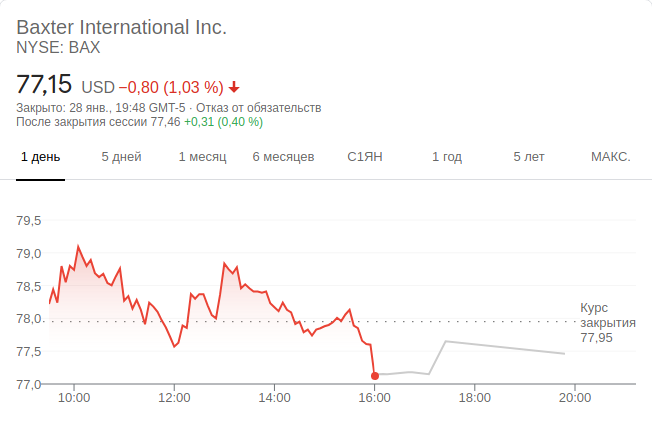 Baxter International Inc.
NYSE: BAX
77,15 USD −0,80 (1,03 %)
Закрыто: 28 янв., 19:48 GMT-5 · Отказ от обязательств
После закрытия сессии 77,46 +0,31 (0,40 %)
1 день 5 дней 1 месяц 6 месяцев С1ЯН 1 год 5 лет МАКС.
79,5
79,0
78,5
78,0
77,5
77,0
Курс
закрытия
77,95
10:00 12:00 14:00 16:00 18:00 20:00